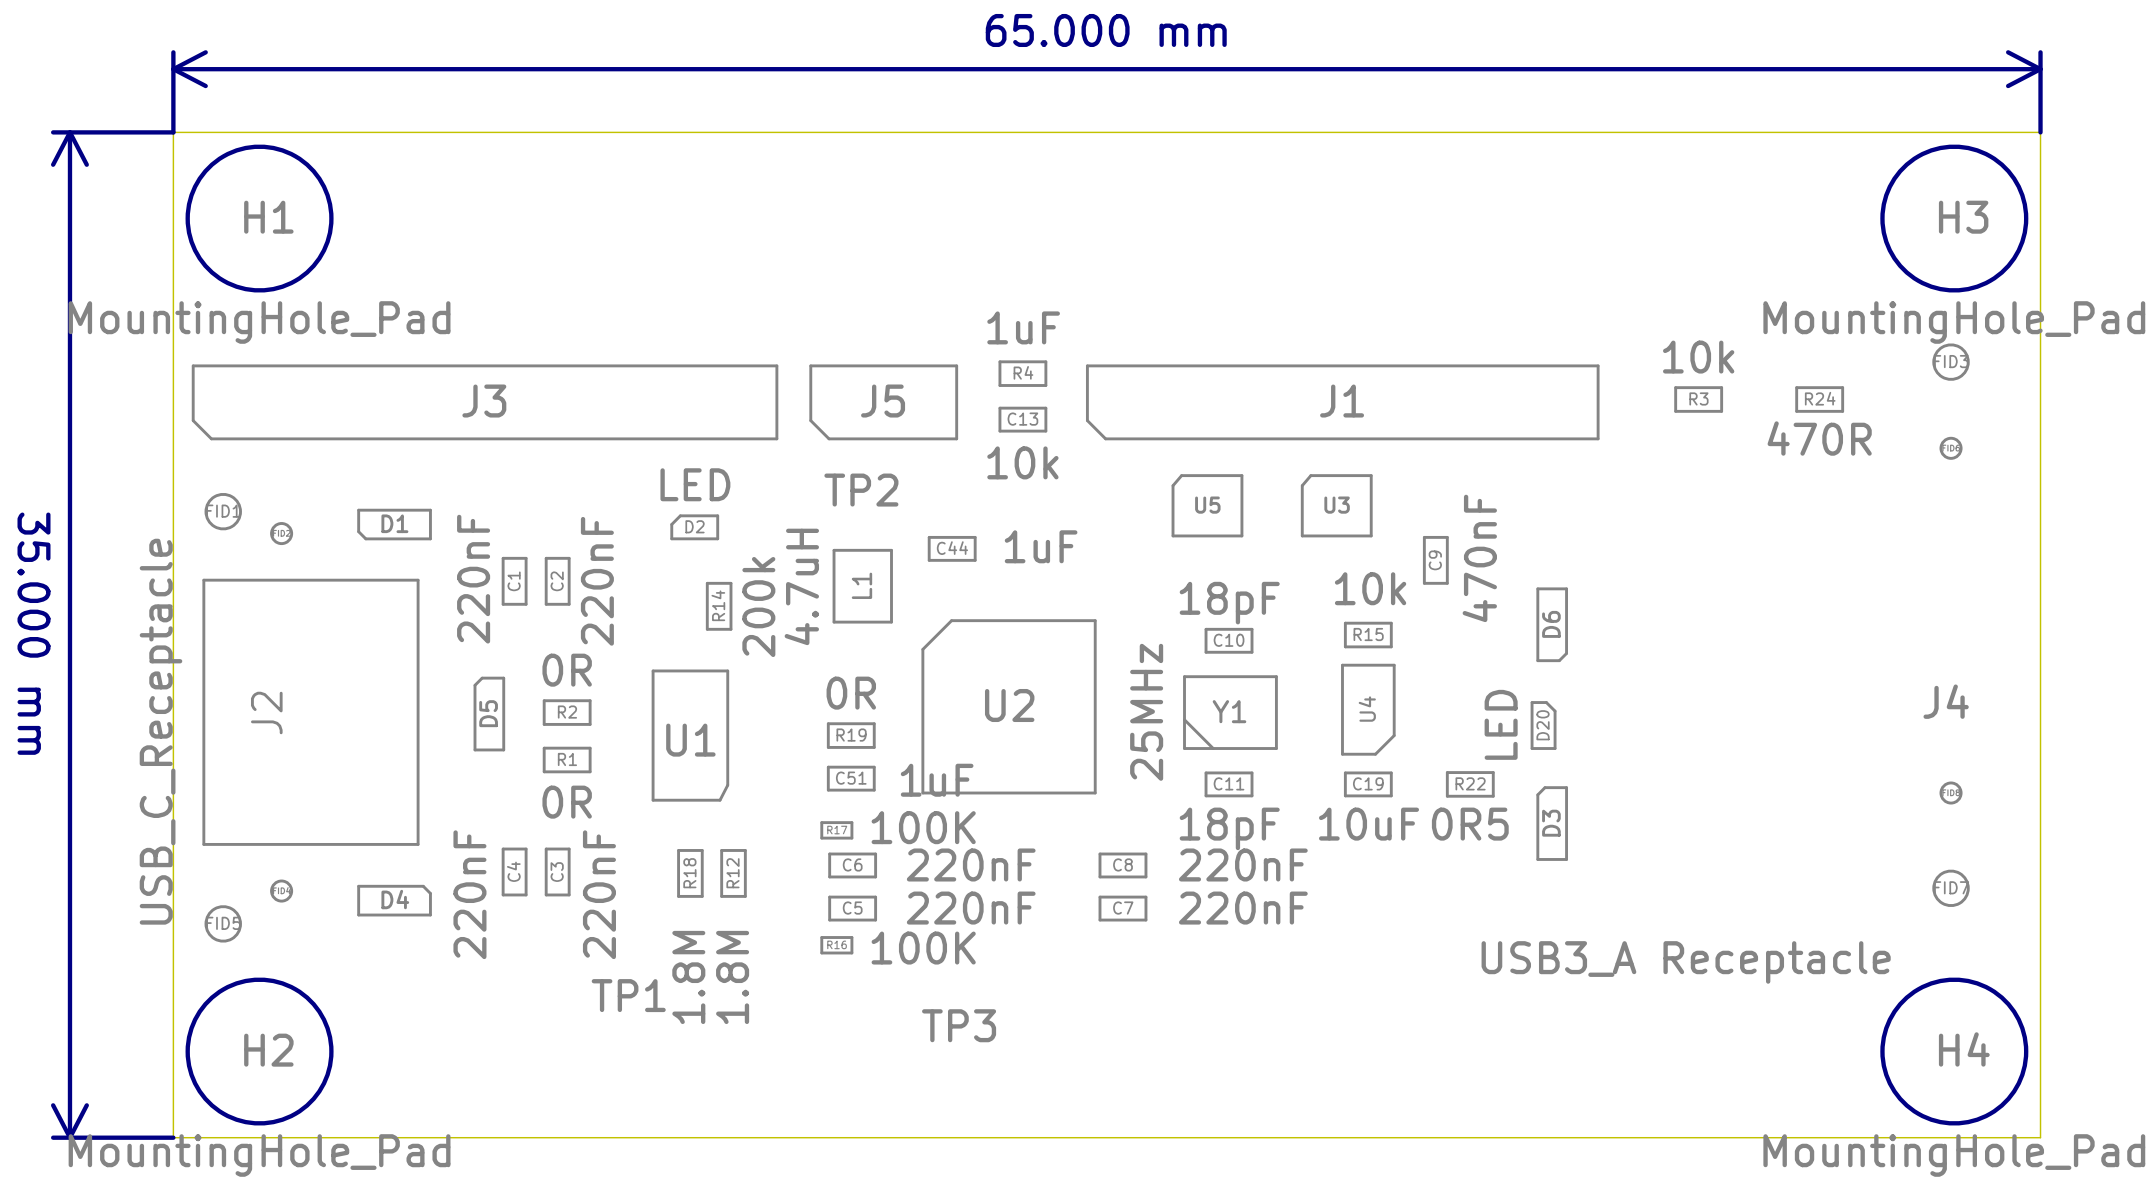 65.000 mm
35.000 mm
H1
H3
MountingHole_Pad
MountingHole_Pad
1uF
R4
10k
FID3
J3
J5
J1
R3
R24
C13
470R
FID6
10k
LED
TP2
U5
U3
470nF
FID1
D1
D2
FID2
220nF
220nF
4.7uH
C44
1uF
C9
C1
C2
R14
200k
L1
18pF
10k
D6
C10
R15
USB_C_Receptacle
0R
0R
25MHz
J2
D5
R2
U1
U2
Y1
U4
LED
D20
J4
R19
R1
C51
1uF
C11
C19
R22
FID8
0R
R17
100K
18pF
10uF
0R5
D3
220nF
C4
C3
220nF
R18
R12
C6
220nF
C8
220nF
FID4
D4
FID7
C5
220nF
C7
220nF
FID5
R16
100K
USB3_A Receptacle
1.8M
1.8M
TP1
TP3
H2
H4
MountingHole_Pad
MountingHole_Pad